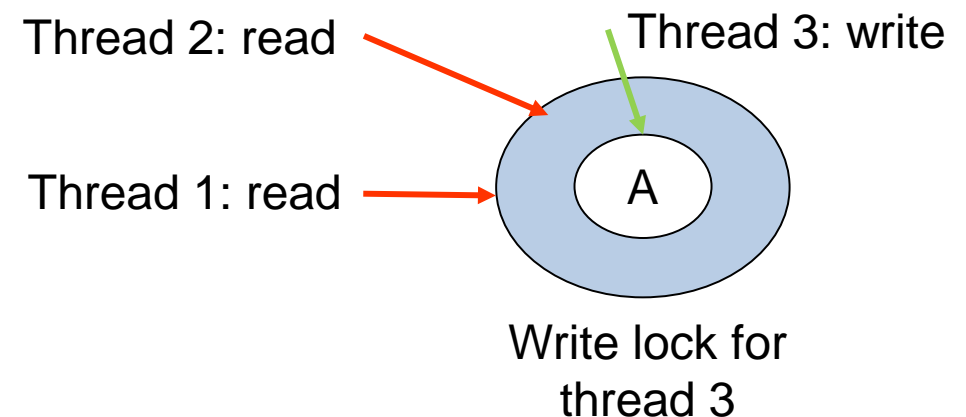 Thread 2: read
Thread 3: write
Thread 1: read
A
Write lock for
thread 3